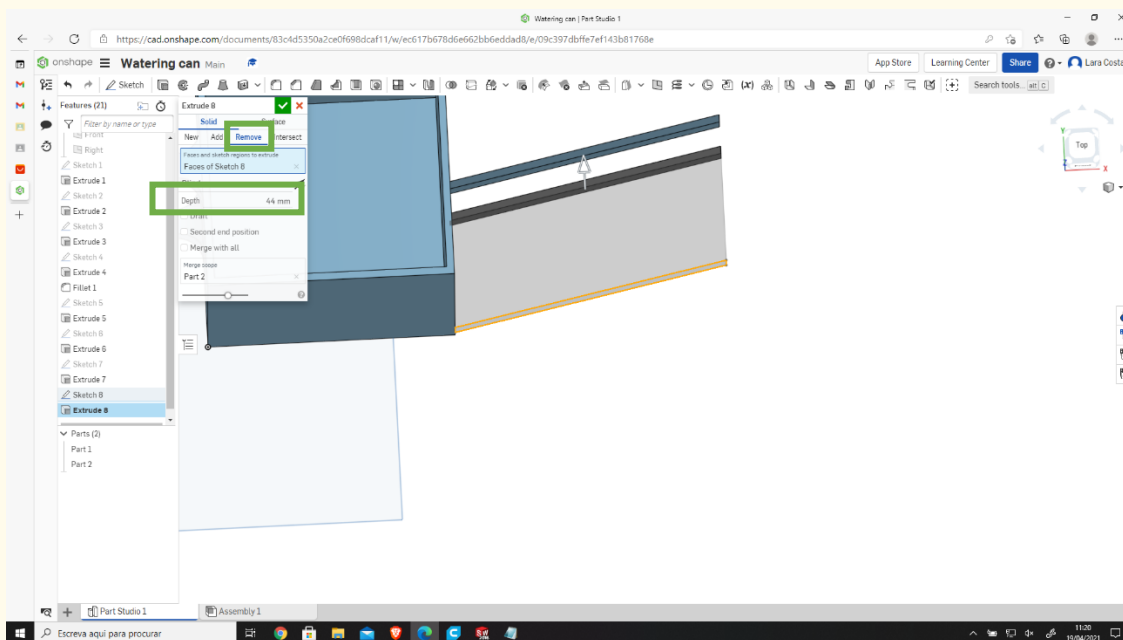 Watering can | Part Studio 1
https://cad.onshape.com/documents/83c4d5350a2ce0f698dcaf11/w/ec617b678d6e662bb6eddad8/e/09c397dbffe7ef143b81768e
onshape Watering can Main App Store Learning Center Share Lara Costa
Sketch Search tools... alt C
Features (21)
Filter by name or type
Front
Right
Sketch 1
Extrude 1
Sketch 2
Extrude 2
Sketch 3
Extrude 3
Sketch 4
Extrude 4
Fillet 1
Sketch 5
Extrude 5
Sketch 6
Extrude 6
Sketch 7
Extrude 7
Sketch 8
Extrude 8
Parts (2)
Part 1
Part 2
Extrude 8
Solid
New Add Remove Intersect
Faces and sketch regions to extrude
Faces of Sketch 8
Depth 44 mm
Draft
Second end position
Merge with all
Merge scope
Part 2
Top
Y
Z
X
Part Studio 1 Assembly 1
Escreva aqui para procurar
11:20
19/04/2021